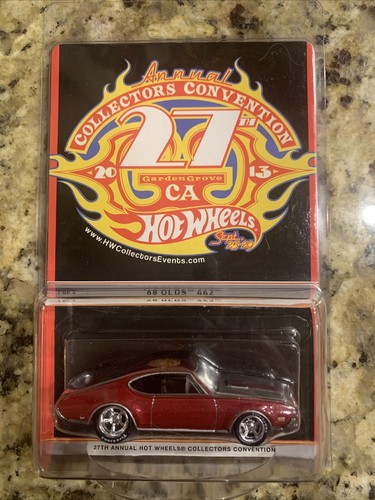 Annual
COLLECTORS CONVENTION
27TH
20 13
Garden Grove
CA
HOT WHEELS
Sept.
www.HWCollectorsEvents.com
68 OLDS 442
27TH ANNUAL HOT WHEELS® COLLECTORS CONVENTION